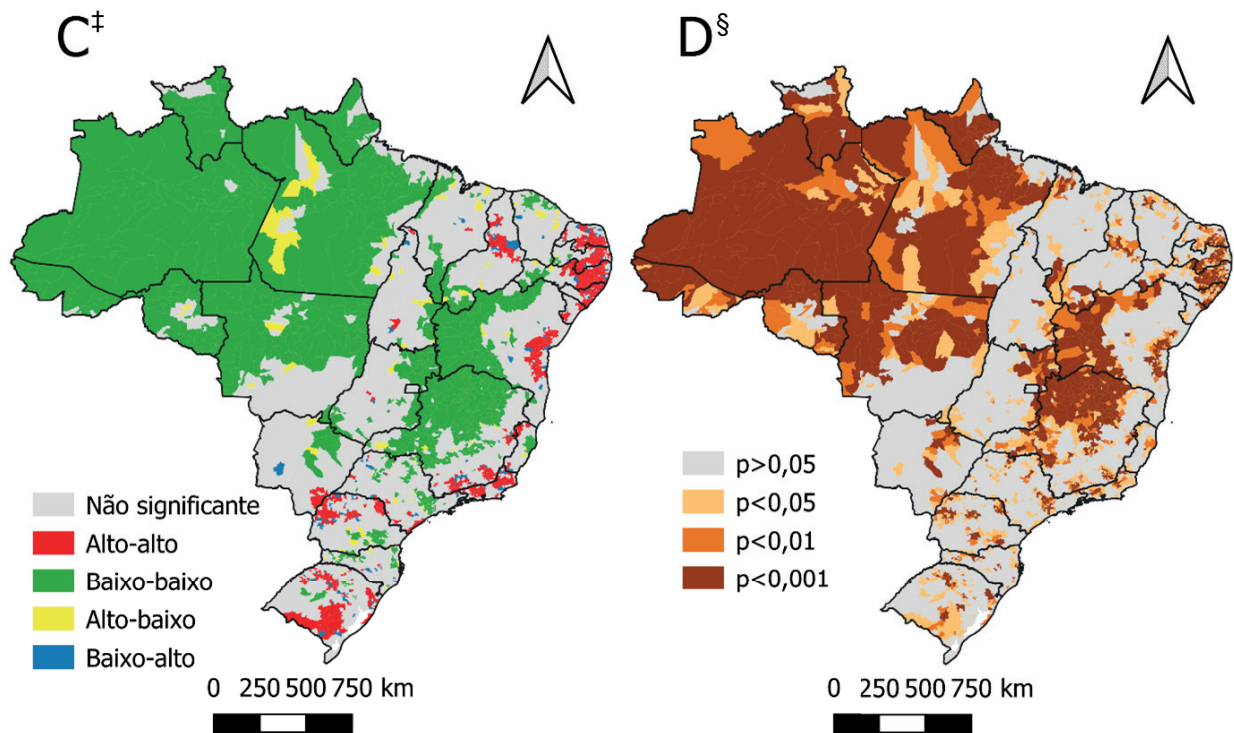 C‡
Não significante
Alto-alto
Baixo-baixo
Alto-baixo
Baixo-alto
0 250 500 750 km
D§
p>0,05
p<0,05
p<0,01
p<0,001
0 250 500 750 km